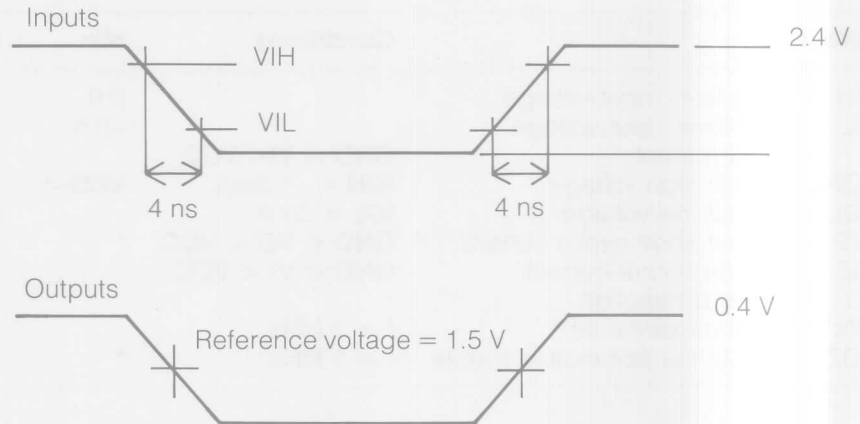 Inputs
2.4 V
VIH
VIL
4 ns
4 ns
Outputs
0.4 V
Reference voltage = 1.5 V